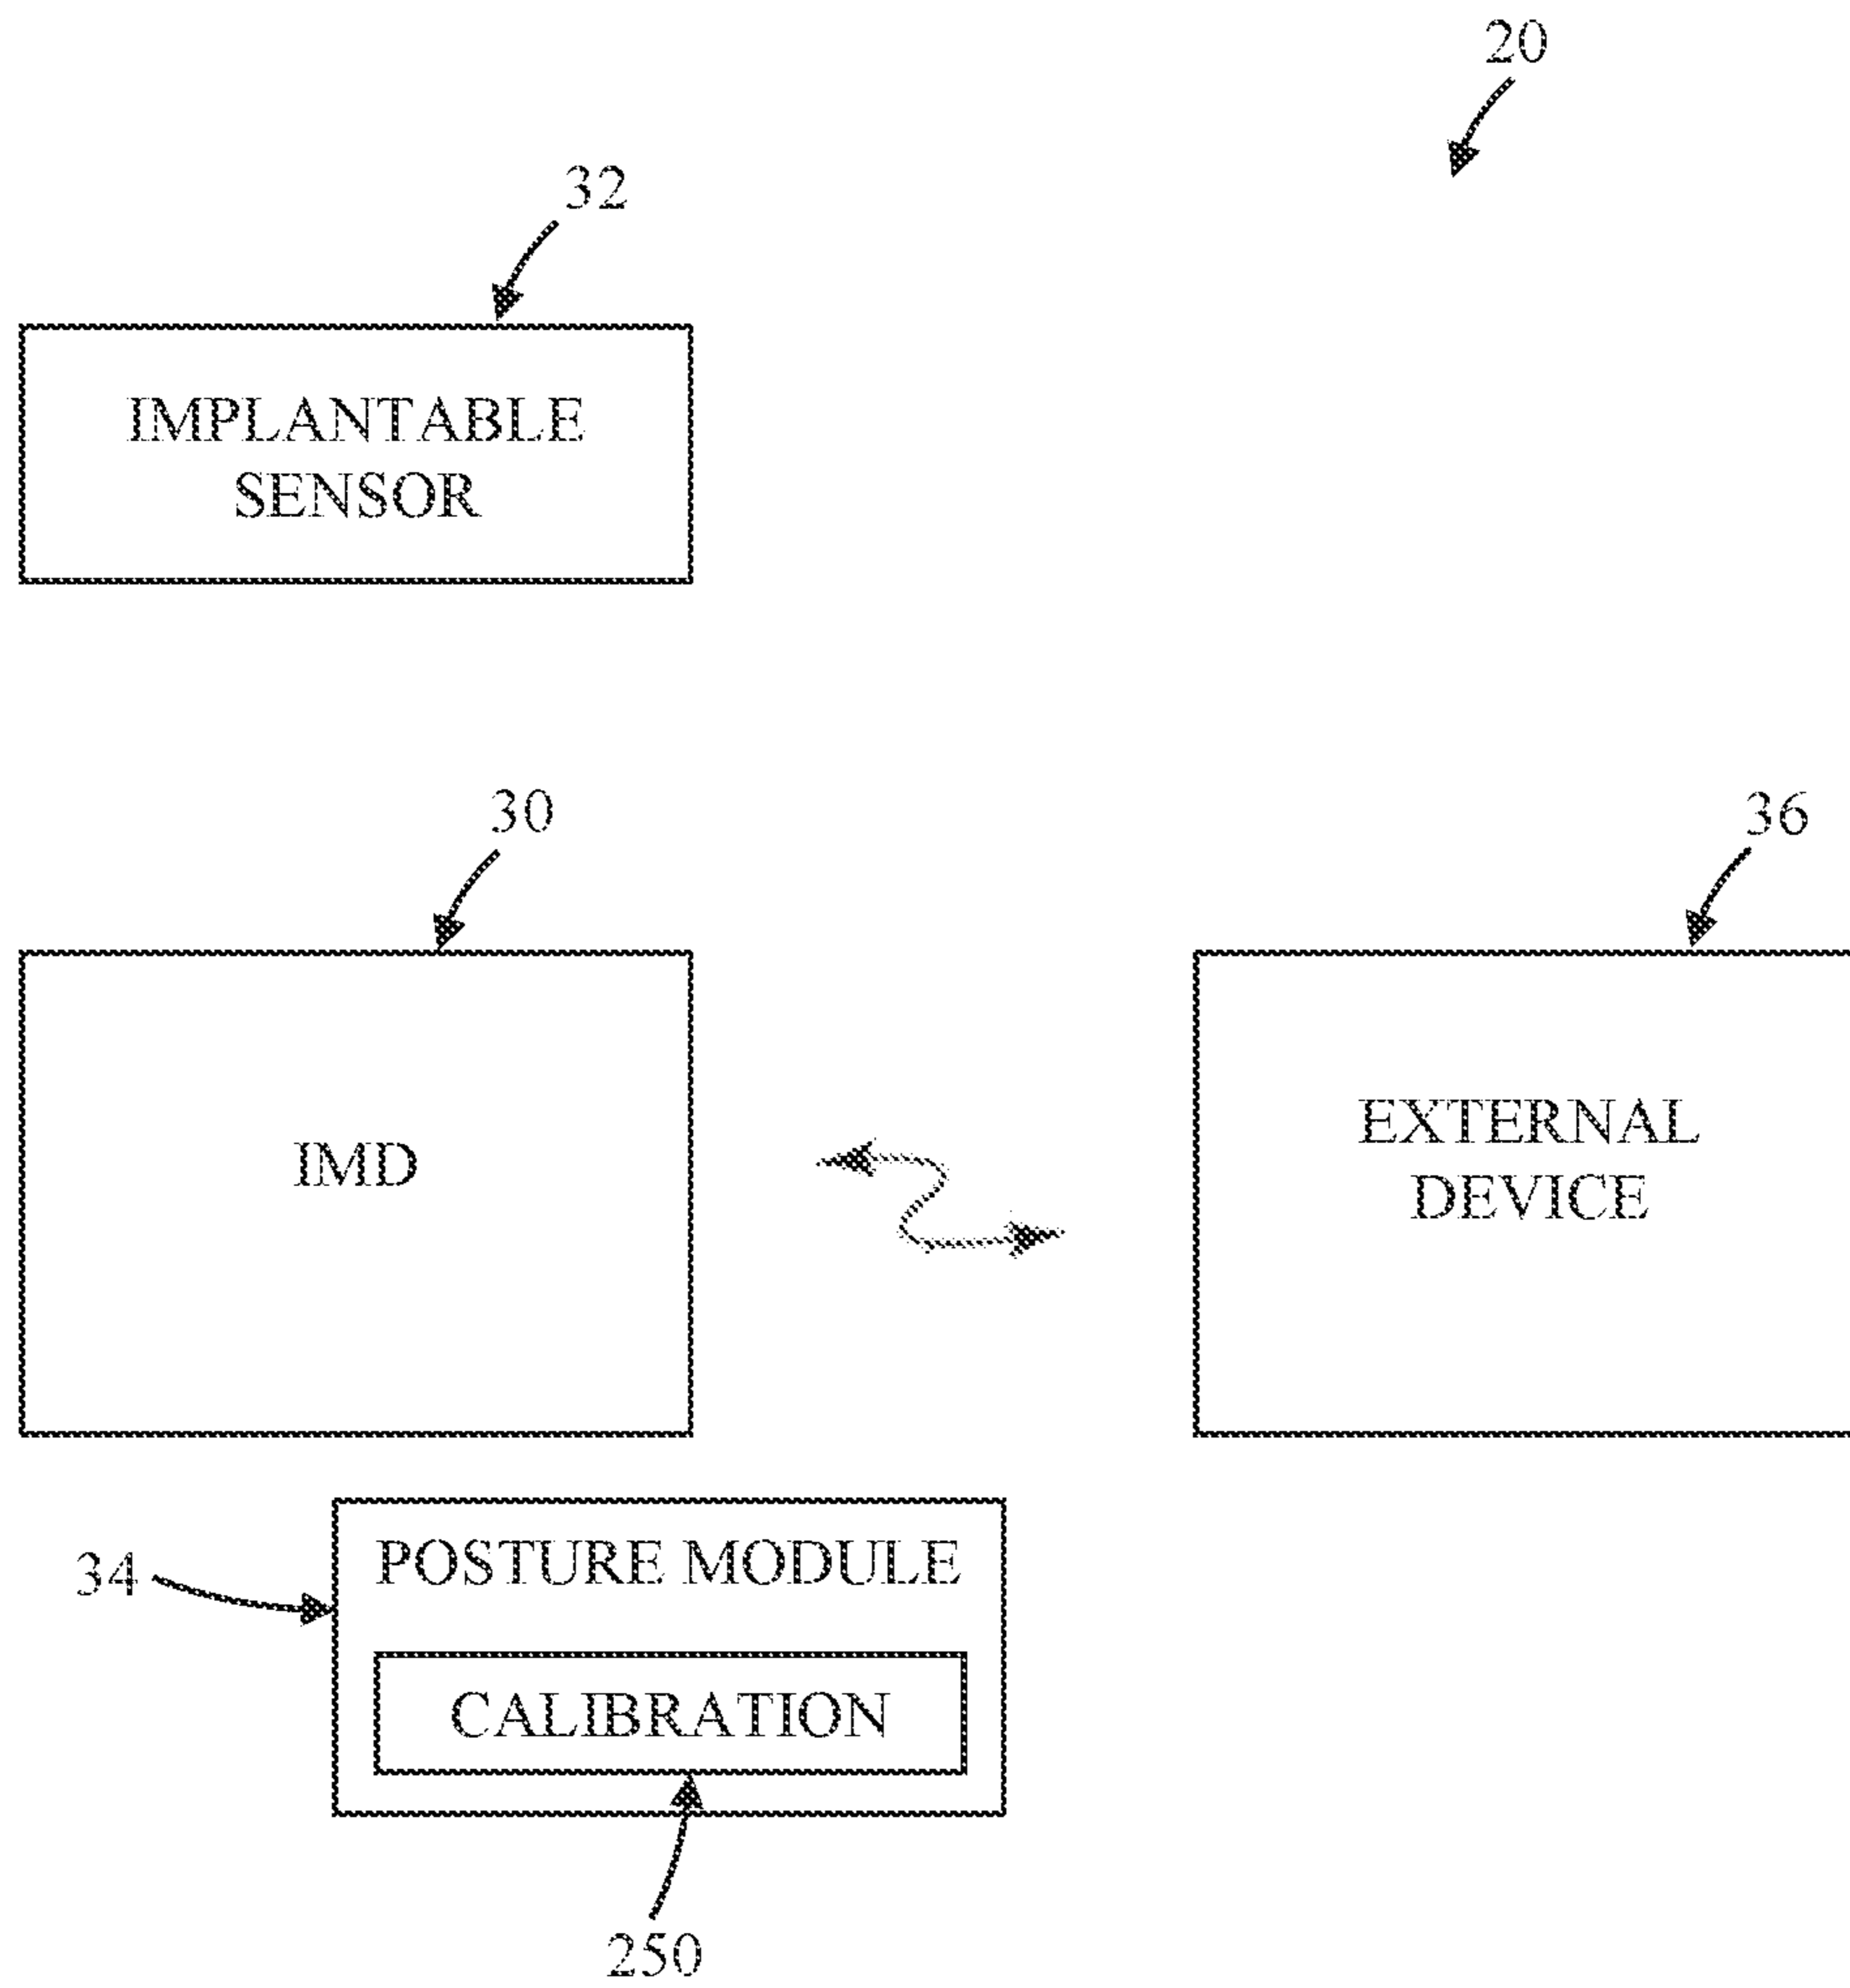 20
32
IMPLANTABLE
SENSOR
30
36
IMD
EXTERNAL
DEVICE
34
POSTURE MODULE
CALIBRATION
250